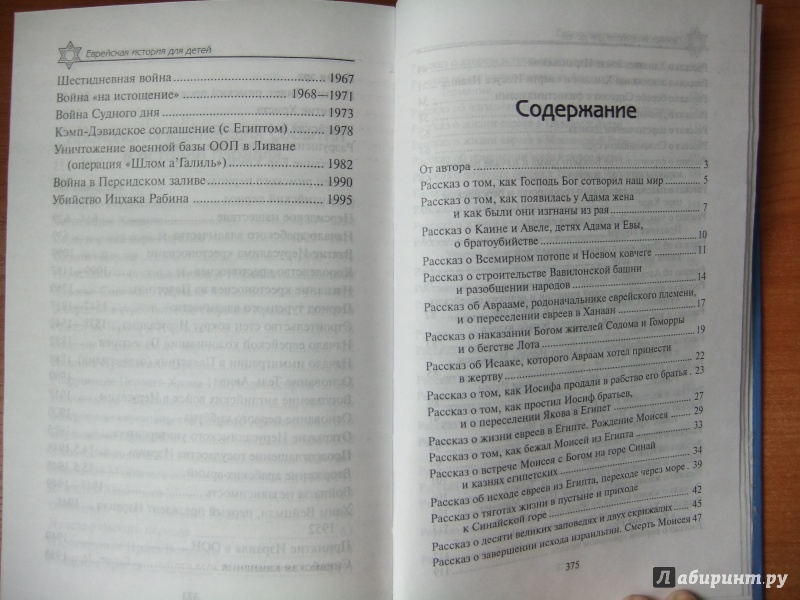 Еврейская история для детей
Шестидневная война 1967
Война «на истощение» 1968—1971
Война Судного дня 1973
Кэмп-Дэвидское соглашение (с Египтом) 1978
Уничтожение военной базы ООП в Ливане
(операция «Шлом а'Галиль») 1982
Война в Персидском заливе 1990
Убийство Ицхака Рабина 1995
Содержание
От автора 3
Рассказ о том, как Господь Бог сотворил наш мир 5
Рассказ о том, как появилась у Адама жена
и как были они изгнаны из рая 7
Рассказ о Каине и Авеле, детях Адама и Евы,
о братоубийстве 10
Рассказ о Всемирном потопе и Ноевом ковчеге 11
Рассказ о строительстве Вавилонской башни
и разобщении народов 14
Рассказ об Аврааме, родоначальнике еврейского племени,
и о переселении евреев в Ханаан 17
Рассказ о наказании Богом жителей Содома и Гоморры
и о бегстве Лота 19
Рассказ об Исааке, которого Авраам хотел принести
в жертву 22
Рассказ о том, как Иосифа продали в рабство его братья 23
Рассказ о том, как простил Иосиф братьев,
и о переселении Якова в Египет 27
Рассказ о жизни евреев в Египте. Рождение Моисея 29
Рассказ о том, как бежал Моисей из Египта 33
Рассказ о встрече Моисея с Богом на горе Синай
и казнях египетских 34
Рассказ об исходе евреев из Египта, переходе через море 39
Рассказ о тяготах жизни в пустыне и приходе
к Синайской горе 42
Рассказ о десяти великих заповедях и двух скрижалях 45
Рассказ о завершении исхода израильтян. Смерть Моисея 47
375
Лабиринт.ру